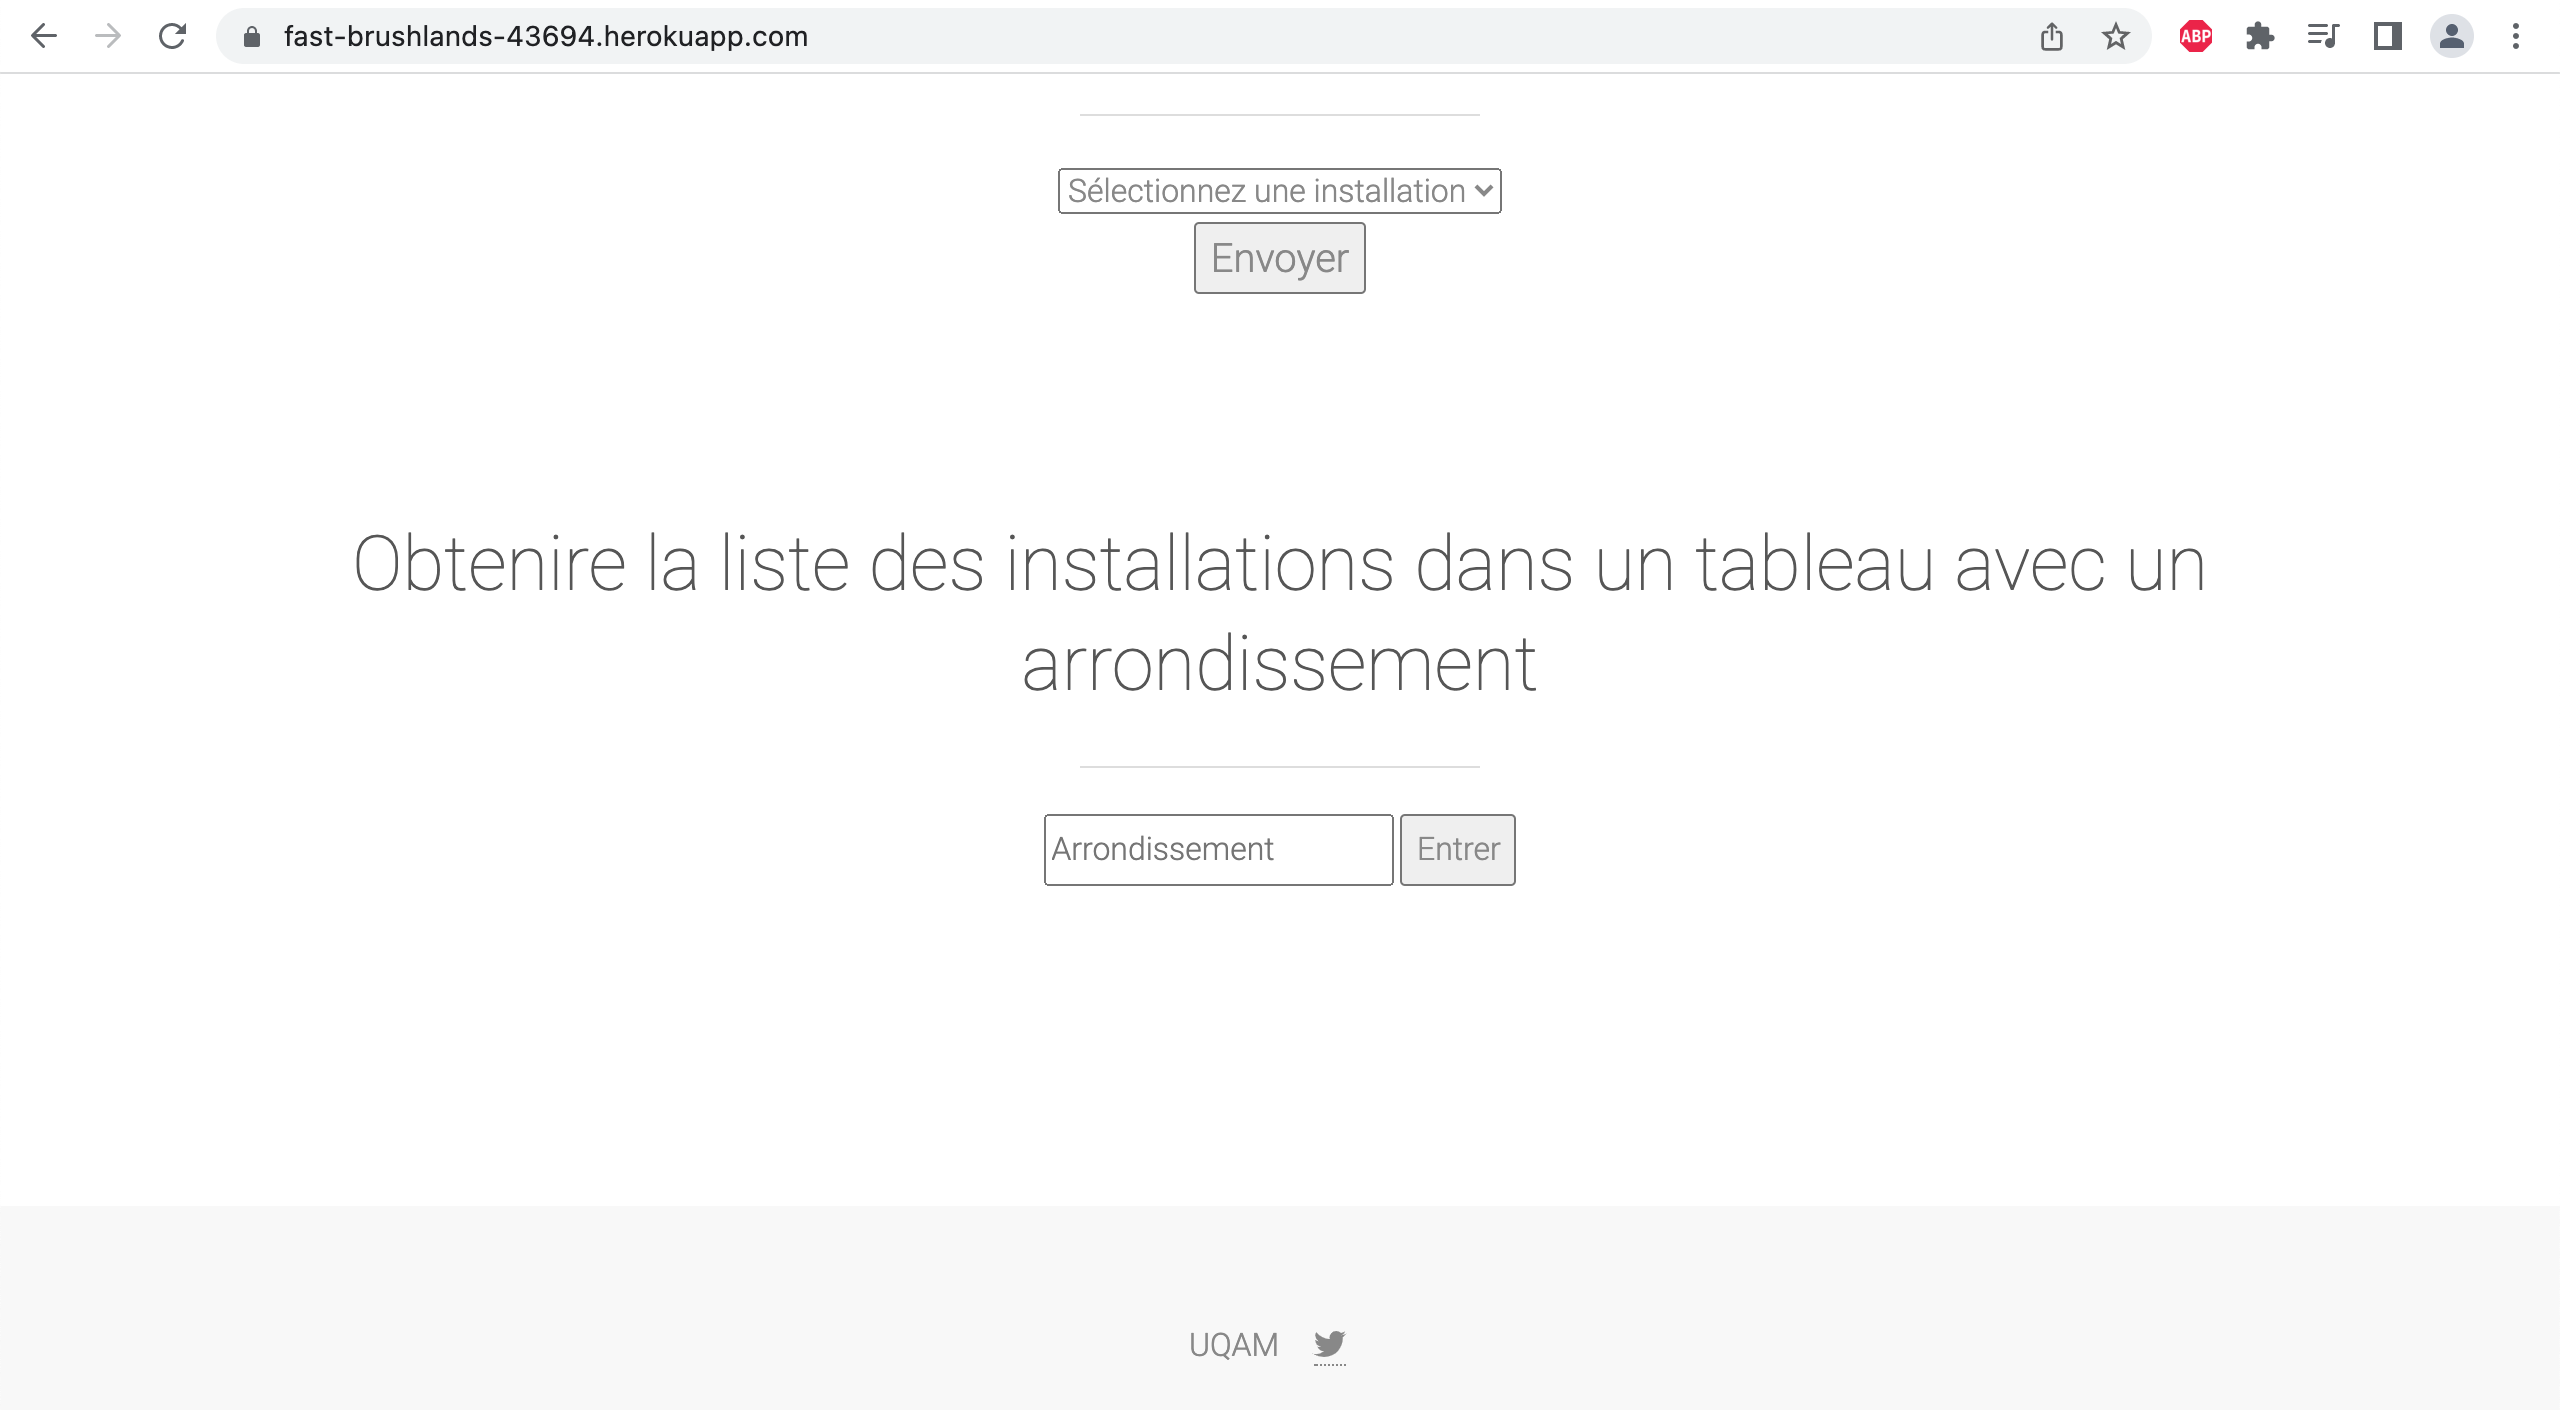 fast-brushlands-43694.herokuapp.com
ABP
Sélectionnez une installation
Envoyer
Obtenire la liste des installations dans un tableau avec un
arrondissement
Arrondissement Entrer
UQAM